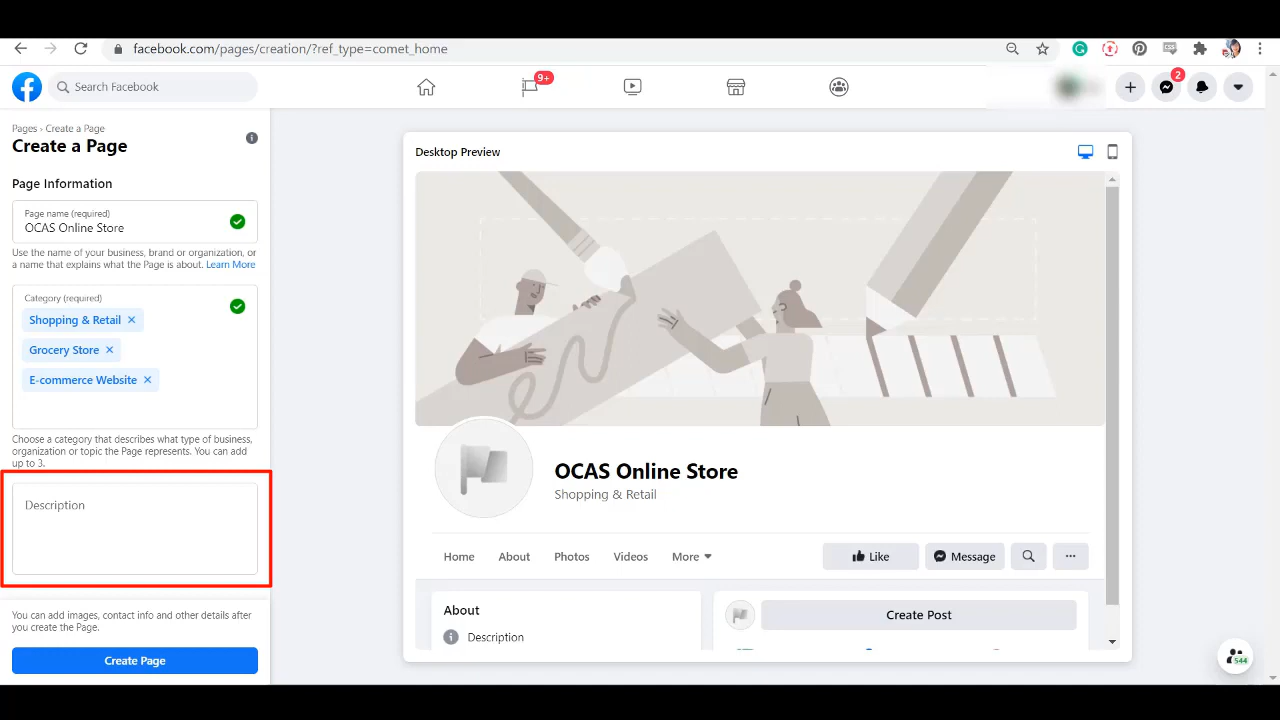 facebook.com/pages/creation/?ref_type=comet_home
Search Facebook
9+
2
Pages › Create a Page
Create a Page
Page Information
Page name (required)
OCAS Online Store
Use the name of your business, brand or organization, or
a name that explains what the Page is about. Learn More
Category (required)
Shopping & Retail
Grocery Store
E-commerce Website
Choose a category that describes what type of business,
organization or topic the Page represents. You can add
up to 3.
Description
You can add images, contact info and other details after
you create the Page.
Create Page
Desktop Preview
OCAS Online Store
Shopping & Retail
Home About Photos Videos More
Like Message
About
Description
Create Post
544